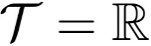 𝒯 = ℝ